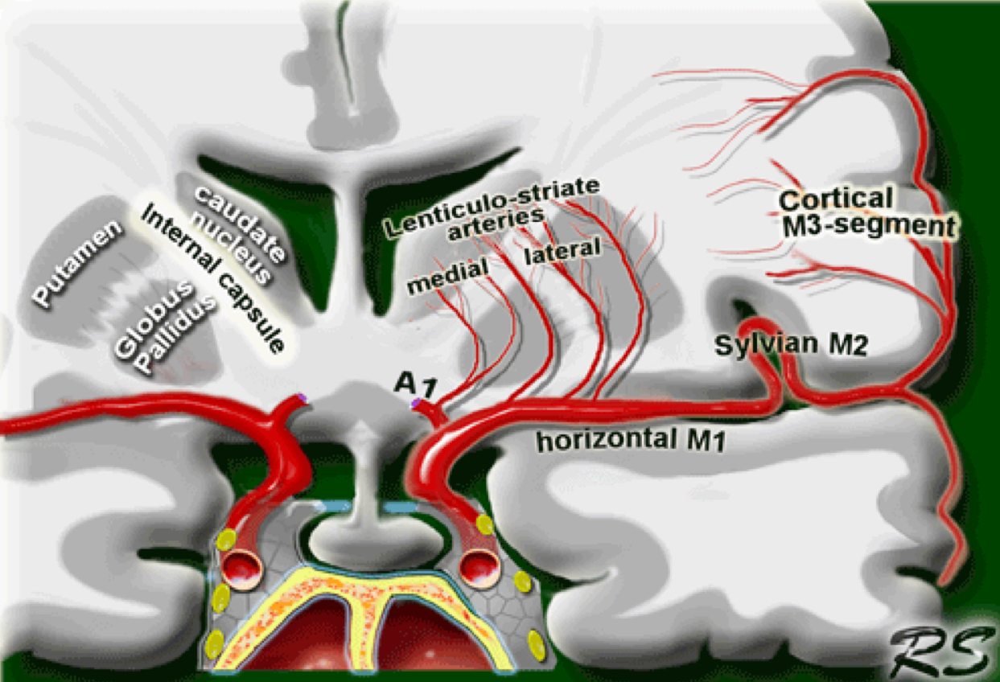 caudate
nucleus
Internal capsule
Putamen
Globus
Pallidus
Lenticulo-striate
arteries
medial
lateral
Cortical
M3-segment
Sylvian M2
A1
horizontal M1
RS